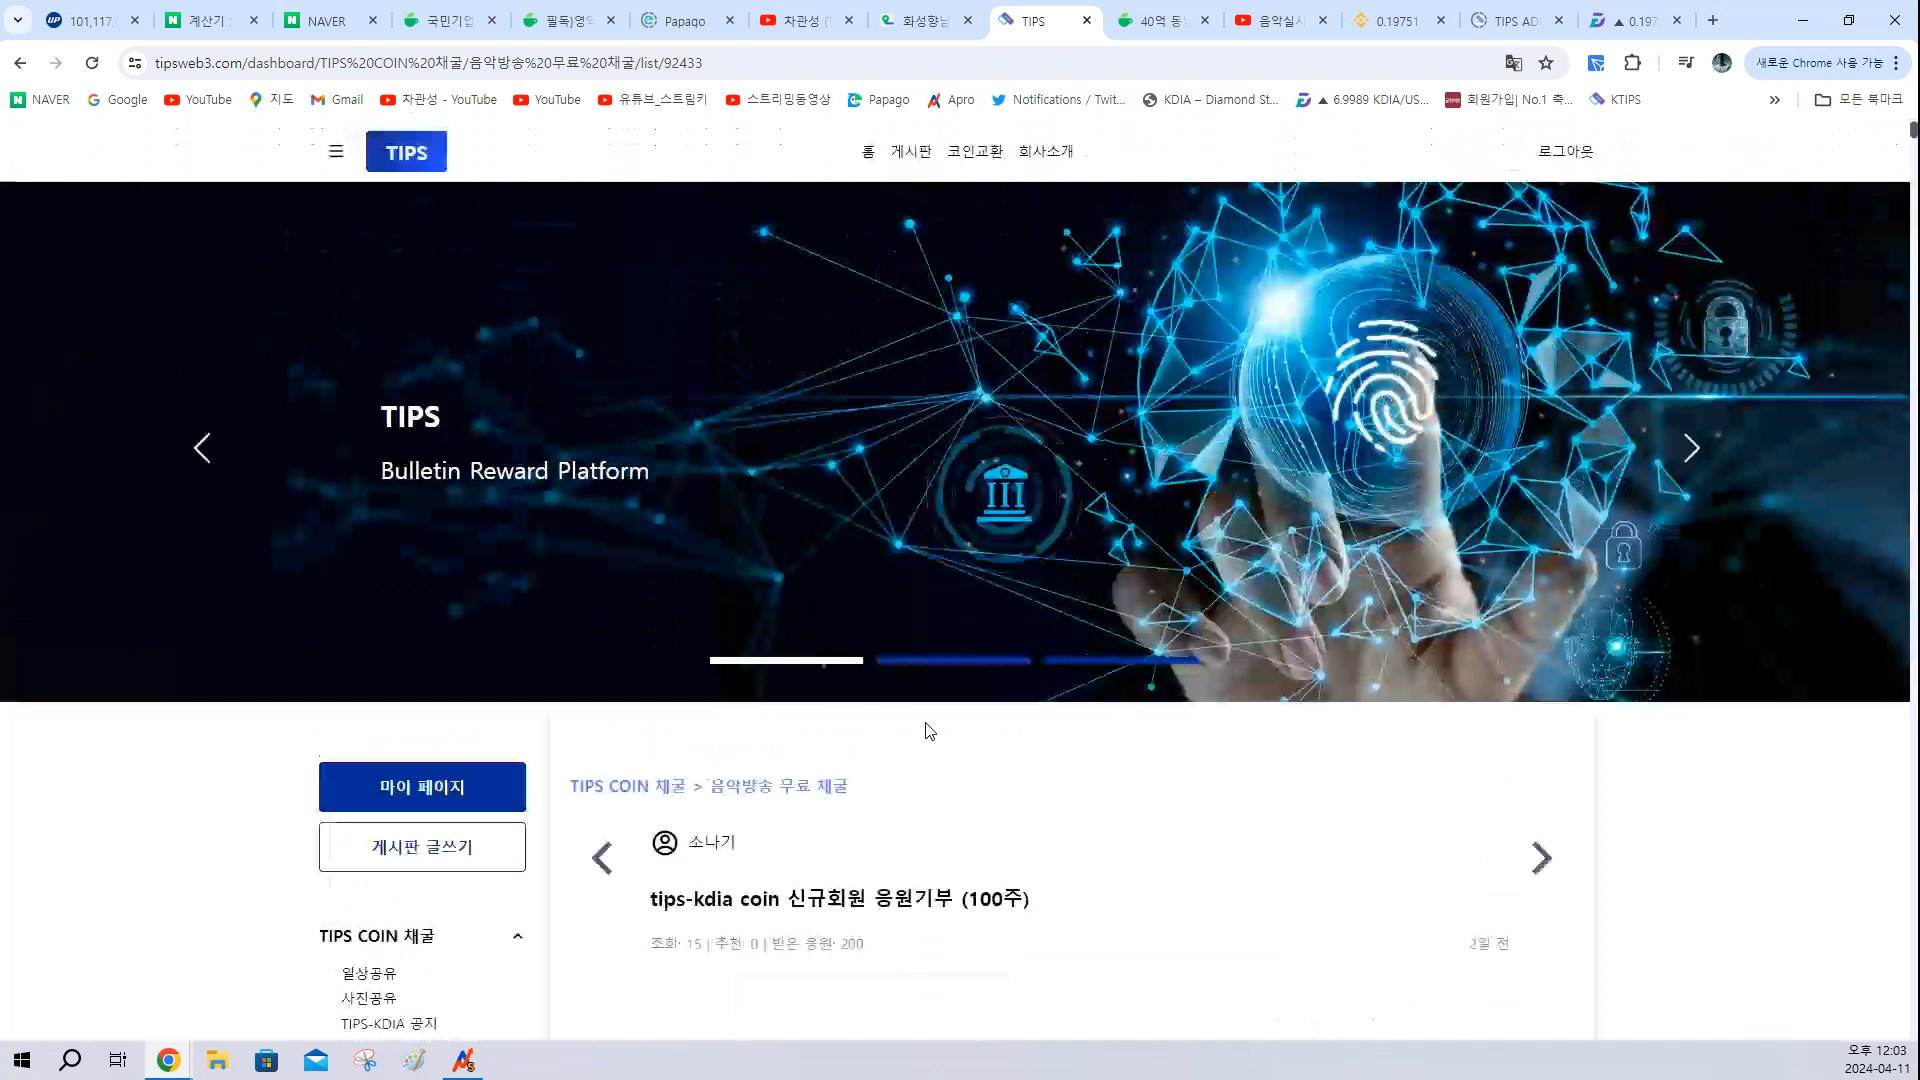 101,117,
계산기 :
NAVER
국민기업
필독)영
Papago
차관성 (
화성향남
TIPS
40억 동
음악실시
0.19751
TIPS AD
▲ 0.197
tipsweb3.com/dashboard/TIPS%20COIN%20채굴/음악방송%20무료%20채굴/list/92433
새로운 Chrome 사용 가능
NAVER
Google
YouTube
지도
Gmail
차관성 - YouTube
YouTube
유튜브_스트림키
스트리밍동영상
Papago
Apro
Notifications / Twit...
KDIA – Diamond St...
▲ 6.9989 KDIA/US...
회원가입| No.1 축...
KTIPS
모든 북마크
TIPS
홈 게시판 코인교환 회사소개
로그아웃
TIPS
Bulletin Reward Platform
마이 페이지
게시판 글쓰기
TIPS COIN 채굴
일상공유
사진공유
TIPS-KDIA 공지
TIPS COIN 채굴 > 음악방송 무료 채굴
소나기
tips-kdia coin 신규회원 응원기부 (100주)
조회: 15 | 추천: 0 | 받은 응원: 200
2일 전
오후 12:03
2024-04-11